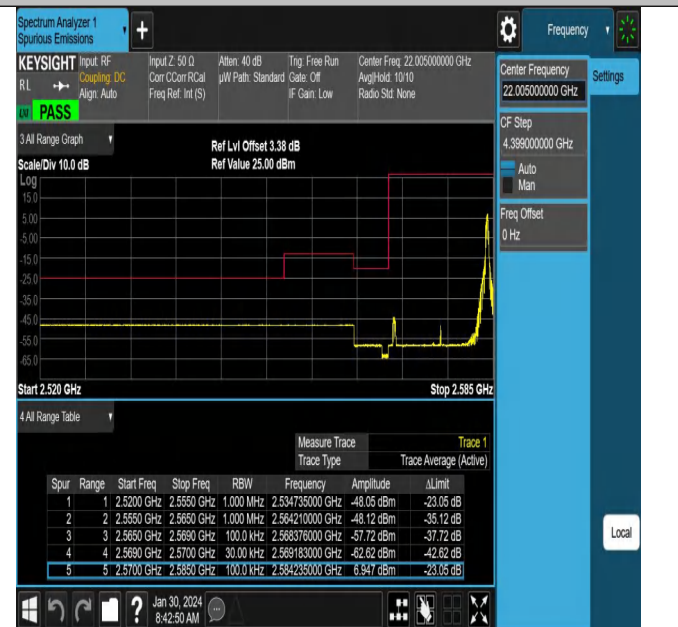 Spectrum Analyzer 1
Spurious Emissions
+
Frequency
KEYSIGHT
RL
PASS
Input: RF
Coupling: DC
Align: Auto
Input Z: 50 Ω
Corr CCorr RCal
Freq Ref: Int (S)
Atten: 40 dB
µW Path: Standard
Trig: Free Run
Gate: Off
IF Gain: Low
Center Freq: 22.005000000 GHz
Avg|Hold: 10/10
Radio Std: None
Center Frequency
22.005000000 GHz
Settings
CF Step
4.399000000 GHz
Auto
Man
Freq Offset
0 Hz
3 All Range Graph
Ref Lvl Offset 3.38 dB
Scale/Div 10.0 dB
Ref Value 25.00 dBm
Log
15.0
5.00
-5.00
-15.0
-25.0
-35.0
-45.0
-55.0
-65.0
Start 2.520 GHz
Stop 2.585 GHz
4 All Range Table
Measure Trace Trace 1
Trace Type Trace Average (Active)
Spur Range Start Freq Stop Freq RBW Frequency Amplitude ΔLimit
1 1 2.5200 GHz 2.5550 GHz 1.000 MHz 2.534735000 GHz -48.05 dBm -23.05 dB
2 2 2.5550 GHz 2.5650 GHz 1.000 MHz 2.564210000 GHz -48.12 dBm -35.12 dB
3 3 2.5650 GHz 2.5690 GHz 100.0 kHz 2.568376000 GHz -57.72 dBm -37.72 dB
4 4 2.5690 GHz 2.5700 GHz 30.00 kHz 2.569183000 GHz -62.62 dBm -42.62 dB
5 5 2.5700 GHz 2.5850 GHz 100.0 kHz 2.584235000 GHz 6.947 dBm -23.05 dB
Local
?
Jan 30, 2024
8:42:50 AM